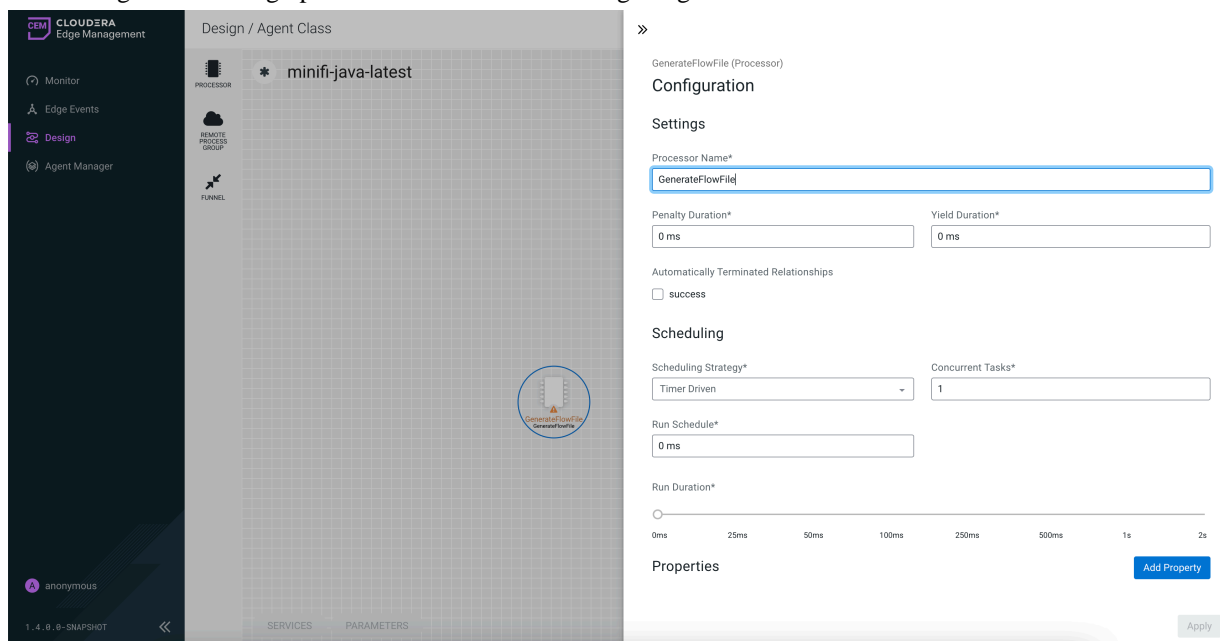 CEM CLOUDERA
Edge Management
Monitor
Edge Events
Design
Agent Manager
A anonymous
1.4.0.0-SNAPSHOT
Design / Agent Class
PROCESSOR
REMOTE
PROCESS
GROUP
FUNNEL
minifi-java-latest
GenerateFlowFile
GenerateFlowFile
SERVICES PARAMETERS
GenerateFlowFile (Processor)
Configuration
Settings
Processor Name*
GenerateFlowFile
Penalty Duration* Yield Duration*
0 ms 0 ms
Automatically Terminated Relationships
success
Scheduling
Scheduling Strategy* Concurrent Tasks*
Timer Driven 1
Run Schedule*
0 ms
Run Duration*
0ms 25ms 50ms 100ms 250ms 500ms 1s 2s
Properties Add Property
Apply